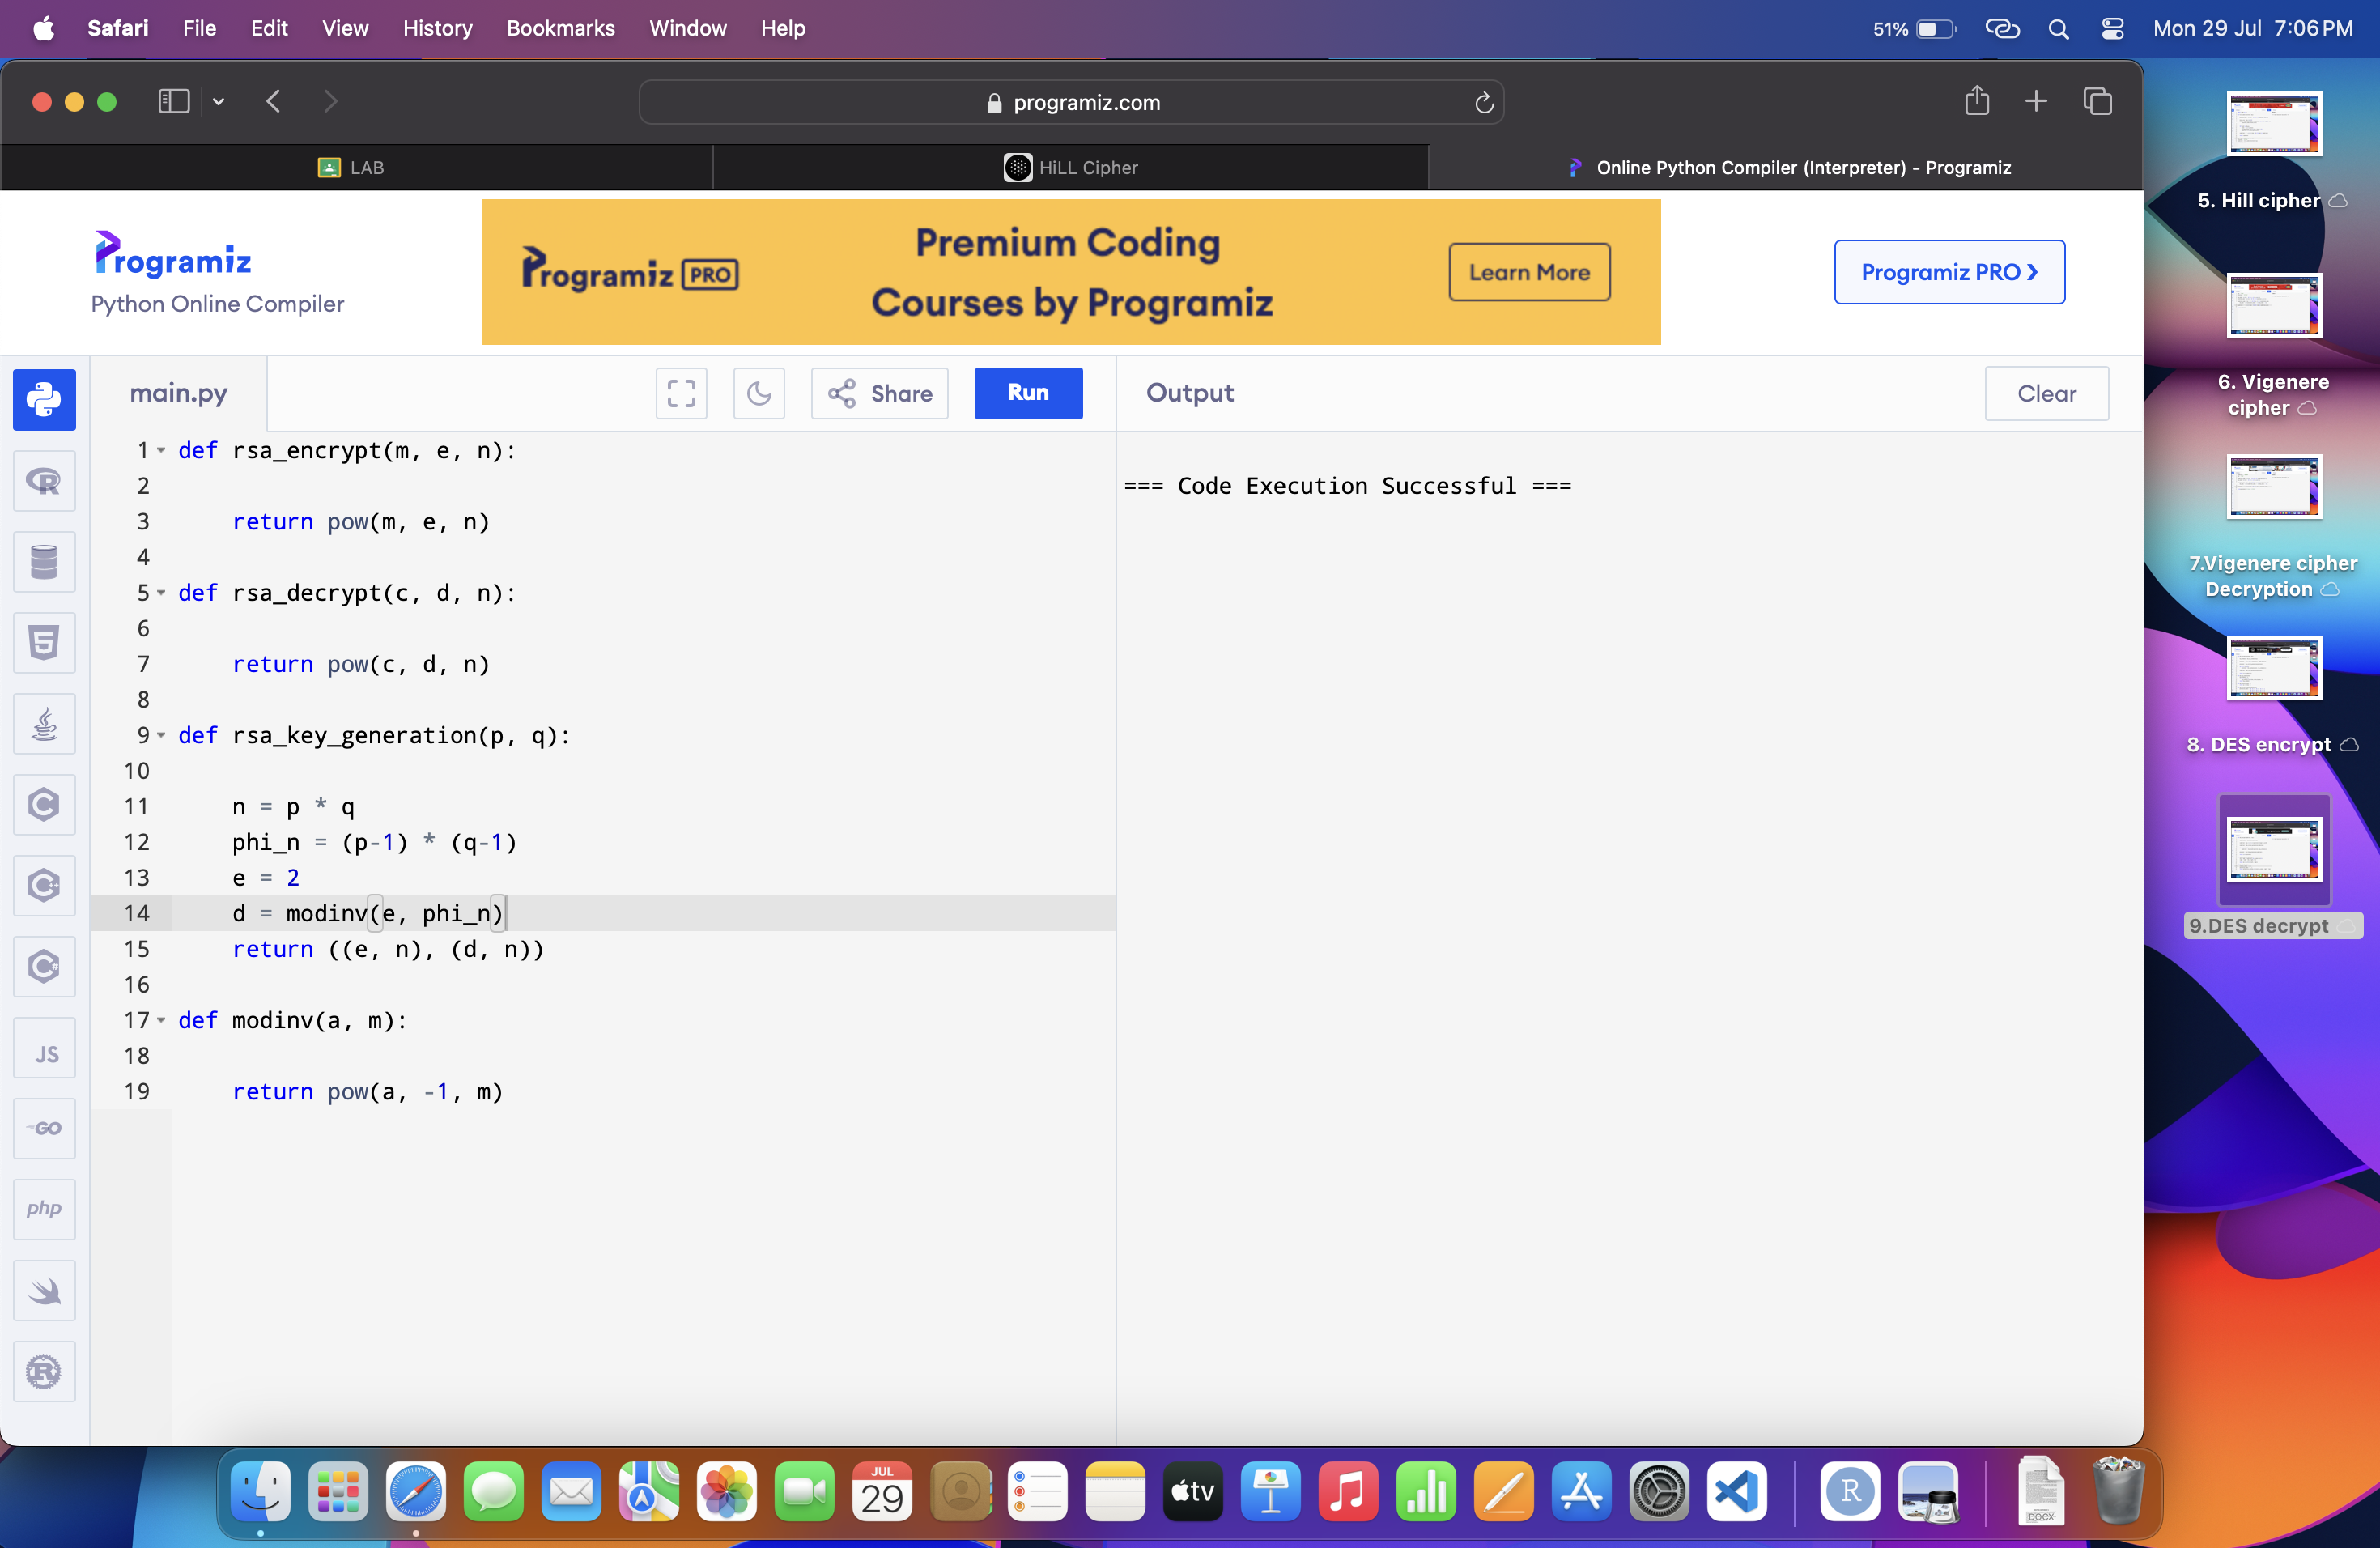 Safari File Edit View History Bookmarks Window Help 51% Mon 29 Jul 7:06 PM
programiz.com
LAB
HiLL Cipher
Online Python Compiler (Interpreter) - Programiz
Programiz
Python Online Compiler
Programiz PRO
Premium Coding
Courses by Programiz
Learn More
Programiz PRO ❯
main.py
Share
Run
Output
Clear
1 def rsa_encrypt(m, e, n):
2
3     return pow(m, e, n)
4
5 def rsa_decrypt(c, d, n):
6
7     return pow(c, d, n)
8
9 def rsa_key_generation(p, q):
10
11     n = p * q
12     phi_n = (p-1) * (q-1)
13     e = 2
14     d = modinv(e, phi_n)
15     return ((e, n), (d, n))
16
17 def modinv(a, m):
18
19     return pow(a, -1, m)
=== Code Execution Successful ===
R
5
C
C
C
JS
GO
php
R
5. Hill cipher
6. Vigenere
cipher
7.Vigenere cipher
Decryption
8. DES encrypt
9.DES decrypt
JUL
29
tv
R
DOCX